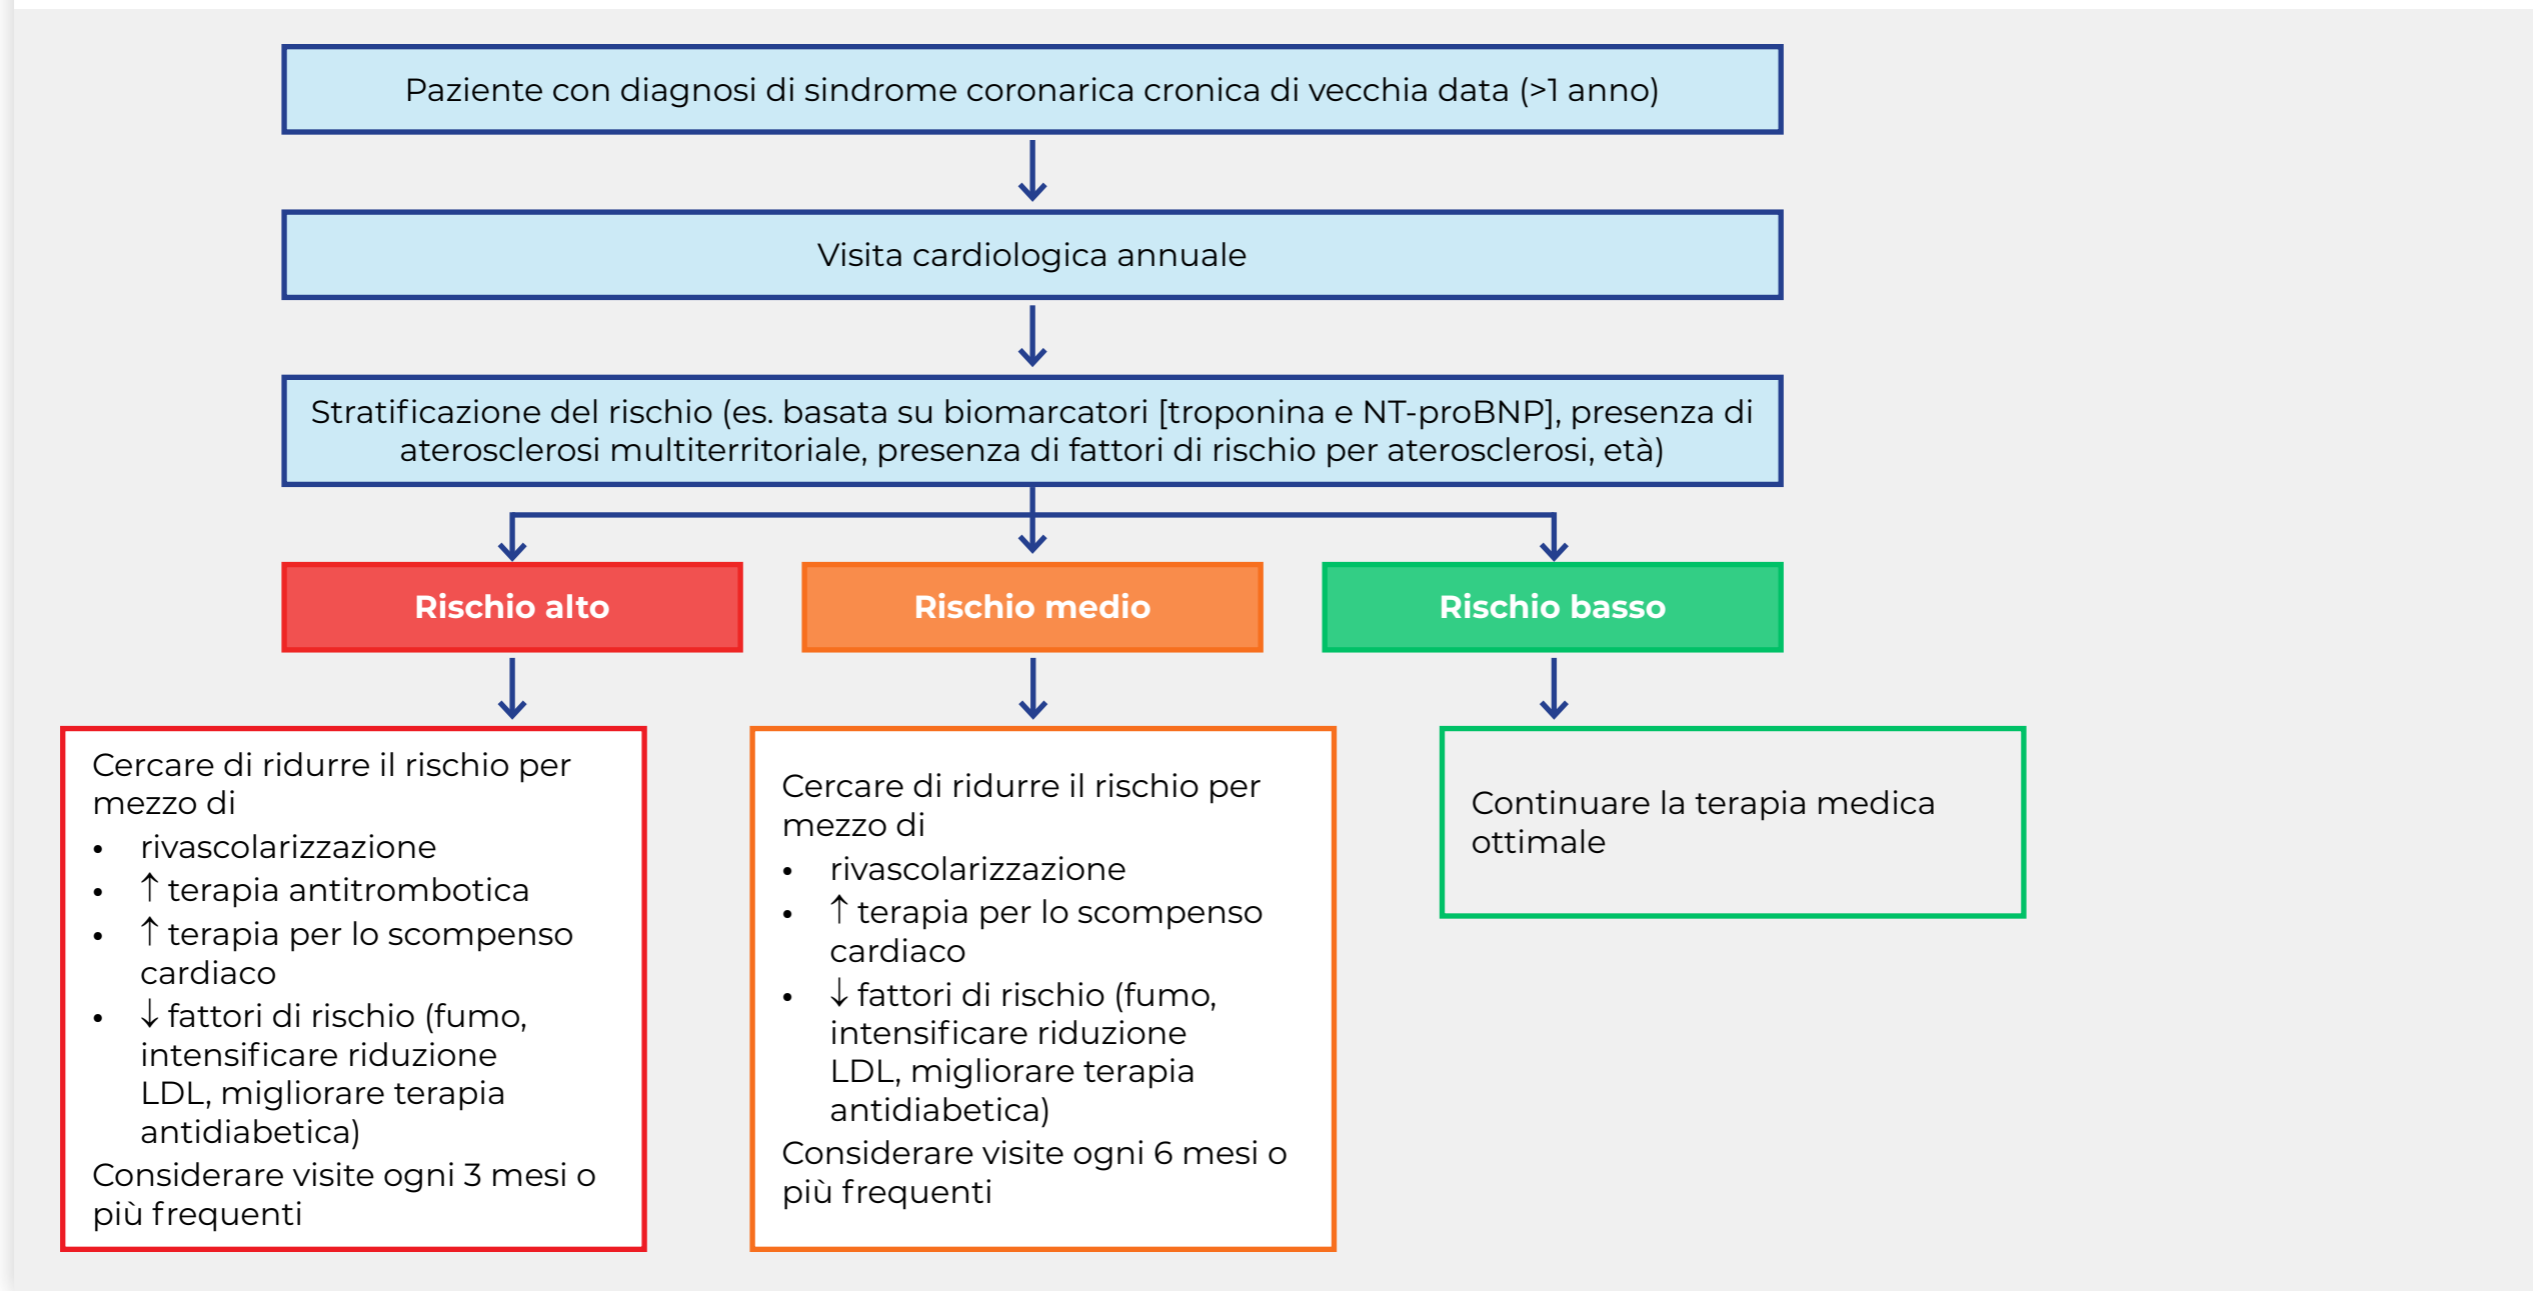 Paziente con diagnosi di sindrome coronarica cronica di vecchia data (>1 anno)
Visita cardiologica annuale
Stratificazione del rischio (es. basata su biomarcatori [troponina e NT-proBNP], presenza di
aterosclerosi multiterritoriale, presenza di fattori di rischio per aterosclerosi, età)
Rischio alto
Rischio medio
Rischio basso
Cercare di ridurre il rischio per
mezzo di
• rivascolarizzazione
• ↑ terapia antitrombotica
• ↑ terapia per lo scompenso
cardiaco
• ↓ fattori di rischio (fumo,
intensificare riduzione
LDL, migliorare terapia
antidiabetica)
Considerare visite ogni 3 mesi o
più frequenti
Cercare di ridurre il rischio per
mezzo di
• rivascolarizzazione
• ↑ terapia per lo scompenso
cardiaco
• ↓ fattori di rischio (fumo,
intensificare riduzione
LDL, migliorare terapia
antidiabetica)
Considerare visite ogni 6 mesi o
più frequenti
Continuare la terapia medica
ottimale